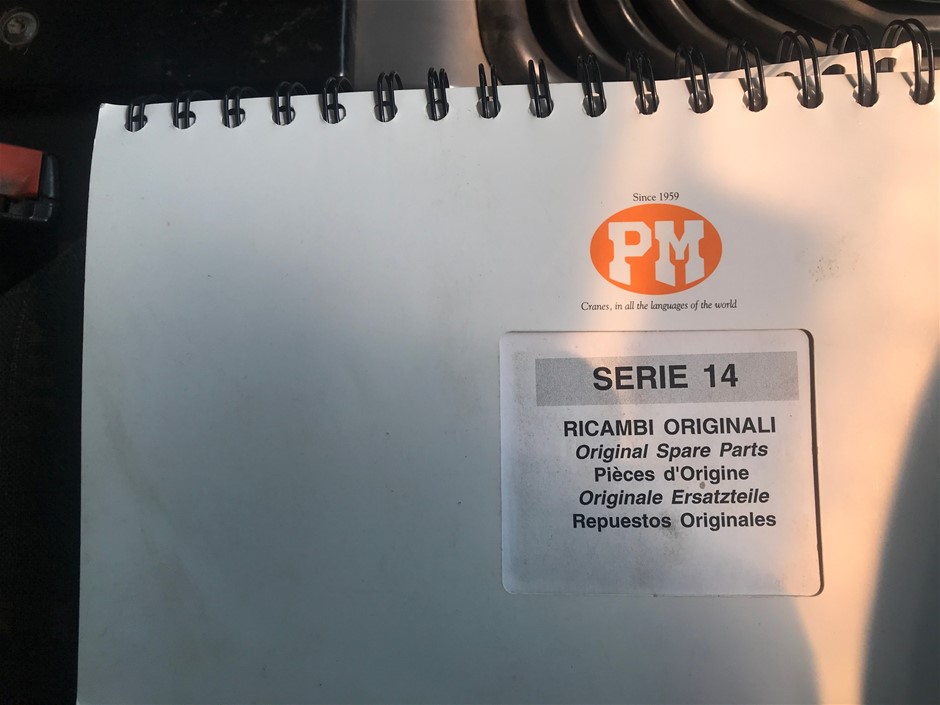 Since 1959
PM
Cranes, in all the languages of the world
SERIE 14
RICAMBI ORIGINALI
Original Spare Parts
Pièces d'Origine
Originale Ersatzteile
Repuestos Originales